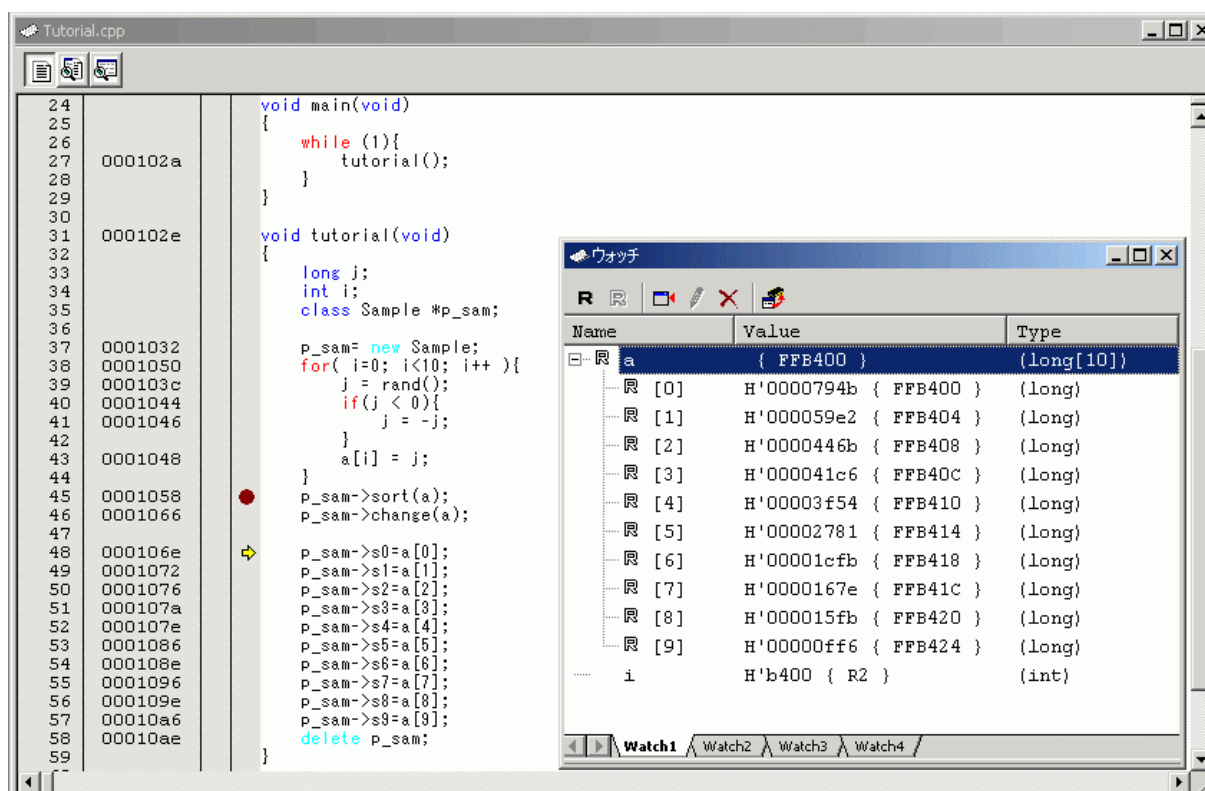 Tutorial.cpp
24 void main(void)
25 {
26 while (1){
27 000102a tutorial();
28 }
29 }
30
31 000102e void tutorial(void)
32 {
33 long j;
34 int i;
35 class Sample *p_sam;
36
37 0001032 p_sam= new Sample;
38 0001050 for( i=0; i<10; i++ ){
39 000103c j = rand();
40 0001044 if(j < 0){
41 0001046 j = -j;
42 }
43 0001048 a[i] = j;
44 }
45 0001058 p_sam->sort(a);
46 0001066 p_sam->change(a);
47
48 000106e p_sam->s0=a[0];
49 0001072 p_sam->s1=a[1];
50 0001076 p_sam->s2=a[2];
51 000107a p_sam->s3=a[3];
52 000107e p_sam->s4=a[4];
53 0001086 p_sam->s5=a[5];
54 000108e p_sam->s6=a[6];
55 0001096 p_sam->s7=a[7];
56 000109e p_sam->s8=a[8];
57 00010a6 p_sam->s9=a[9];
58 00010ae delete p_sam;
59 }
ウォッチ
R R
Name Value Type
R a { FFB400 } (long[10])
R [0] H'0000794b { FFB400 } (long)
R [1] H'000059e2 { FFB404 } (long)
R [2] H'0000446b { FFB408 } (long)
R [3] H'000041c6 { FFB40C } (long)
R [4] H'00003f54 { FFB410 } (long)
R [5] H'00002781 { FFB414 } (long)
R [6] H'00001cfb { FFB418 } (long)
R [7] H'0000167e { FFB41C } (long)
R [8] H'000015fb { FFB420 } (long)
R [9] H'00000ff6 { FFB424 } (long)
i H'b400 { R2 } (int)
Watch1 Watch2 Watch3 Watch4